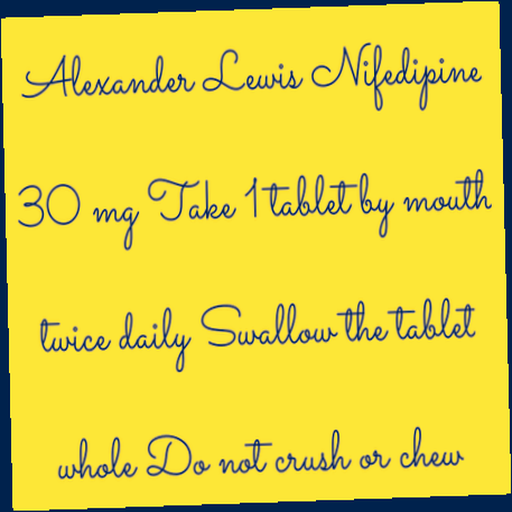 Alexander Lewis Nifedipine
30 mg Take 1 tablet by mouth
twice daily Swallow the tablet
whole Do not crush or chew